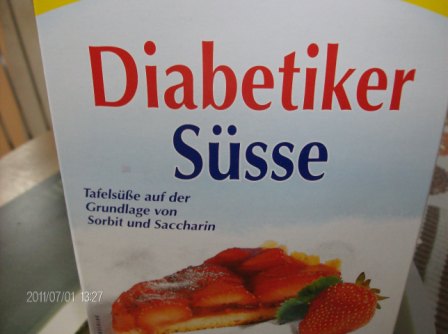 Diabetiker
Süsse
Tafelsüße auf der
Grundlage von
Sorbit und Saccharin
2011/07/01 13:27